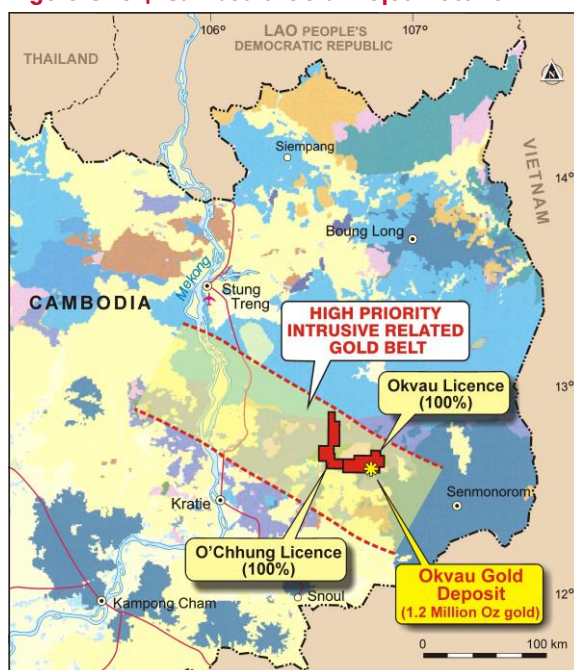 106°
LAO PEOPLE'S
DEMOCRATIC REPUBLIC
107°
THAILAND
N
Siempang
VIETNAM
14°
Boung Long
Mekong
Stung
Treng
CAMBODIA
HIGH PRIORITY
INTRUSIVE RELATED
GOLD BELT
13°
Okvau Licence
(100%)
Kratie
Senmonorom
O'Chhung Licence
(100%)
Okvau Gold
Deposit
(1.2 Million Oz gold)
12°
Kampong Cham
Snoul
0
100 km